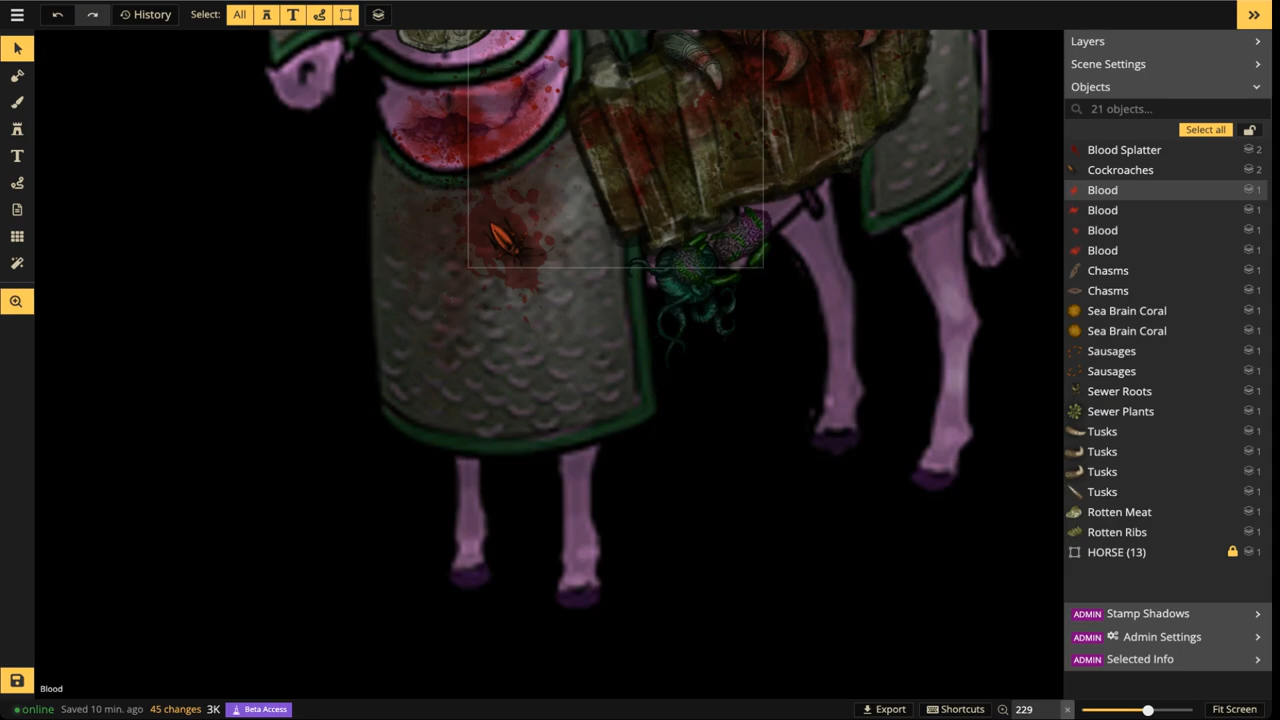 History Select: All T
Layers
Scene Settings
Objects
21 objects...
Select all
Blood Splatter 2
Cockroaches 2
Blood 1
Blood 1
Blood 1
Blood 1
Chasms 1
Chasms 1
Sea Brain Coral 1
Sea Brain Coral 1
Sausages 1
Sausages 1
Sewer Roots 1
Sewer Plants 1
Tusks 1
Tusks 1
Tusks 1
Tusks 1
Rotten Meat 1
Rotten Ribs 1
HORSE (13) 1
ADMIN Stamp Shadows
ADMIN Admin Settings
ADMIN Selected Info
Blood
online Saved 10 min. ago 45 changes 3K Beta Access Export Shortcuts 229 × Fit Screen